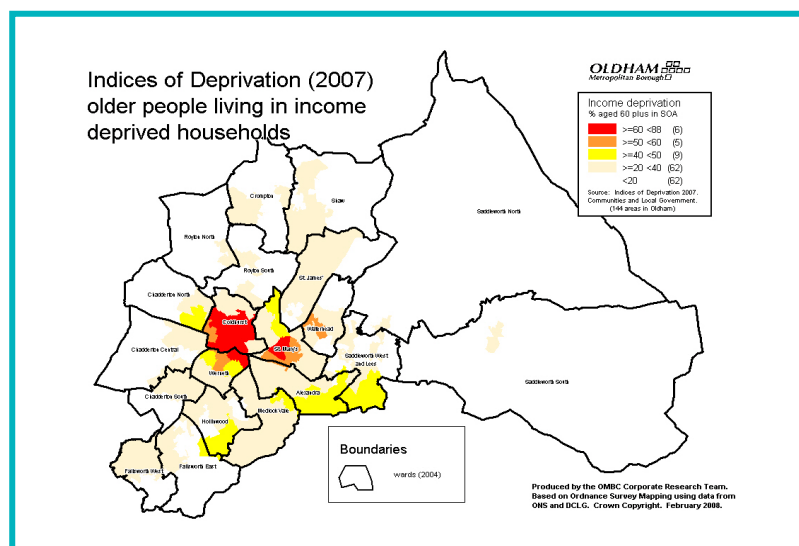 Indices of Deprivation (2007)
older people living in income
deprived households
OLDHAM
Metropolitan Borough
Income deprivation
% aged 60 plus in SOA
>=60 <88 (6)
>=50 <60 (5)
>=40 <50 (9)
>=20 <40 (62)
<20 (62)
Source: Indices of Deprivation 2007.
Communities and Local Government.
(144 areas in Oldham)
Crompton
Shaw
Saddleworth North
Royton North
Royton South
St. James'
Chadderton North
Coldhurst
Waterhead
St. Mary's
Chadderton Central
Saddleworth West
and Lees
Werneth
Saddleworth South
Alexandra
Chadderton South
Medlock Vale
Hollinwood
Failsworth West
Failsworth East
Boundaries
wards (2004)
Produced by the OMBC Corporate Research Team.
Based on Ordnance Survey Mapping using data from
ONS and DCLG. Crown Copyright. February 2008.